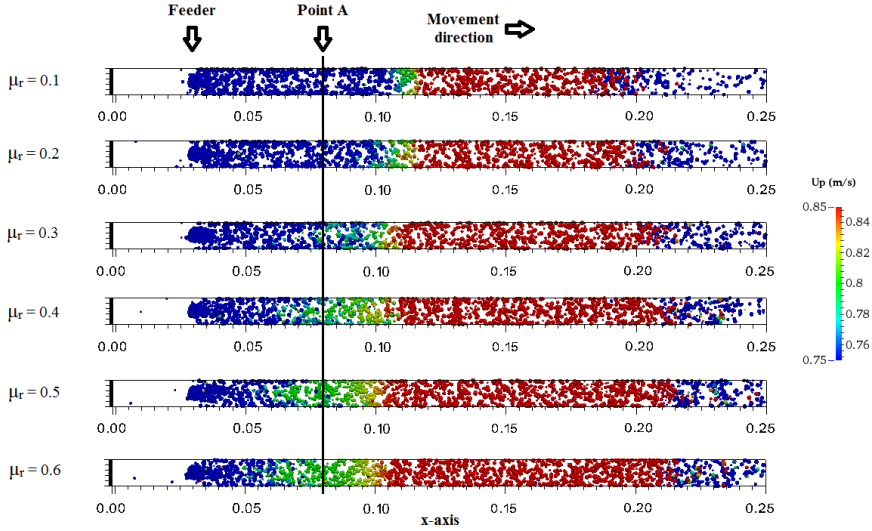 Feeder
Point A
Movement
direction
μr = 0.1
0.00 0.05 0.10 0.15 0.20 0.25
μr = 0.2
0.00 0.05 0.10 0.15 0.20 0.25
Up (m/s)
0.85
0.84
0.82
0.8
0.78
0.76
0.75
μr = 0.3
0.00 0.05 0.10 0.15 0.20 0.25
μr = 0.4
0.00 0.05 0.10 0.15 0.20 0.25
μr = 0.5
0.00 0.05 0.10 0.15 0.20 0.25
μr = 0.6
0.00 0.05 0.10 0.15 0.20 0.25
x-axis